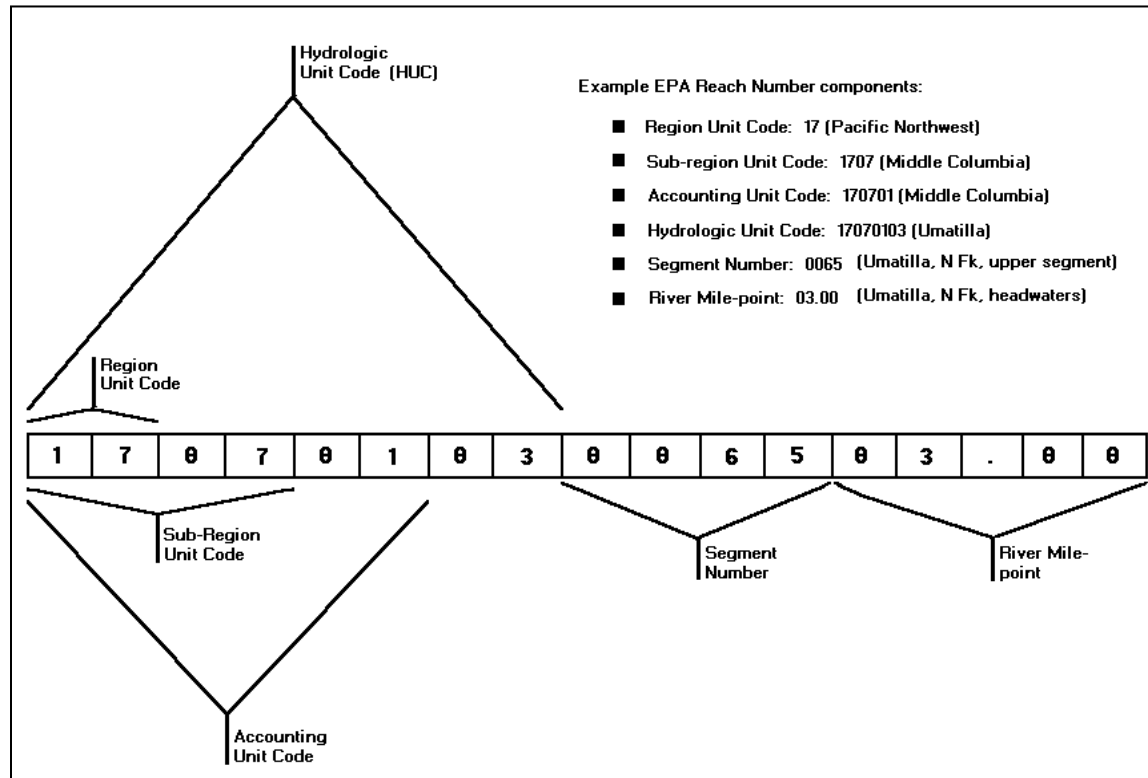 Hydrologic
Unit Code (HUC)
Example EPA Reach Number components:
■ Region Unit Code: 17 (Pacific Northwest)
■ Sub-region Unit Code: 1707 (Middle Columbia)
■ Accounting Unit Code: 170701 (Middle Columbia)
■ Hydrologic Unit Code: 17070103 (Umatilla)
■ Segment Number: 0065 (Umatilla, N Fk, upper segment)
■ River Mile-point: 03.00 (Umatilla, N Fk, headwaters)
Region
Unit Code
1 7 0 7 0 1 0 3 0 0 6 5 0 3 . 0 0
Sub-Region
Unit Code
Segment
Number
River Mile-
point
Accounting
Unit Code